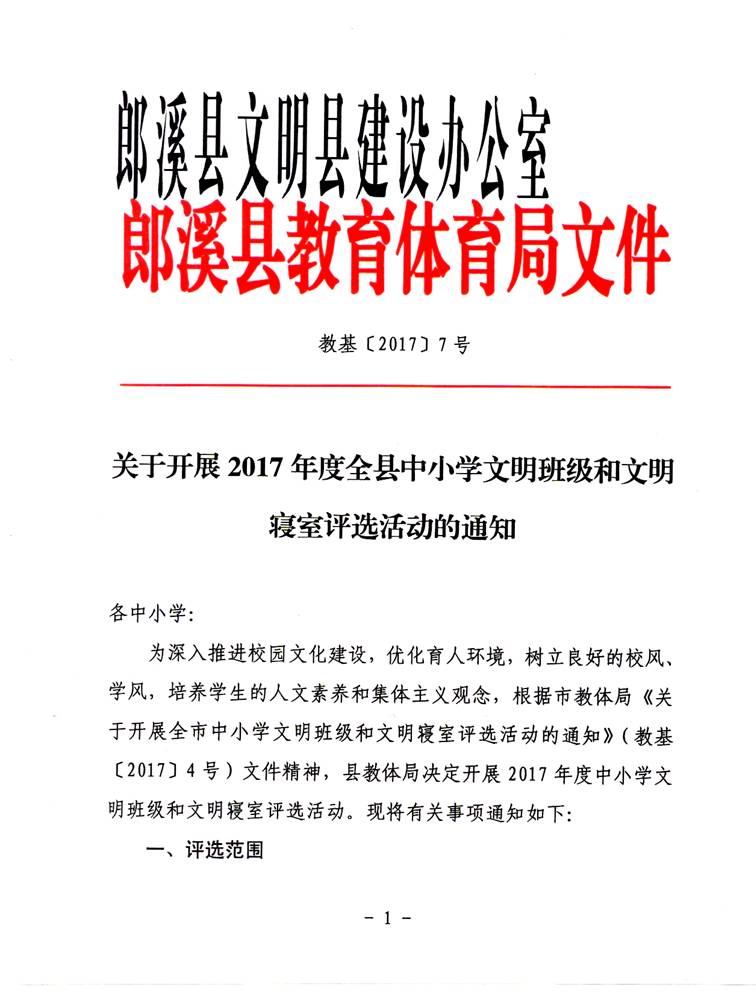 郎溪县文明县建设办公室
郎溪县教育体育局文件
教基〔2017〕7号
关于开展 2017 年度全县中小学文明班级和文明
寝室评选活动的通知
各中小学：
为深入推进校园文化建设，优化育人环境，树立良好的校风、
学风，培养学生的人文素养和集体主义观念，根据市教体局《关
于开展全市中小学文明班级和文明寝室评选活动的通知》（教基
〔2017〕4号）文件精神，县教体局决定开展 2017 年度中小学文
明班级和文明寝室评选活动。现将有关事项通知如下：
一、评选范围
- 1 -